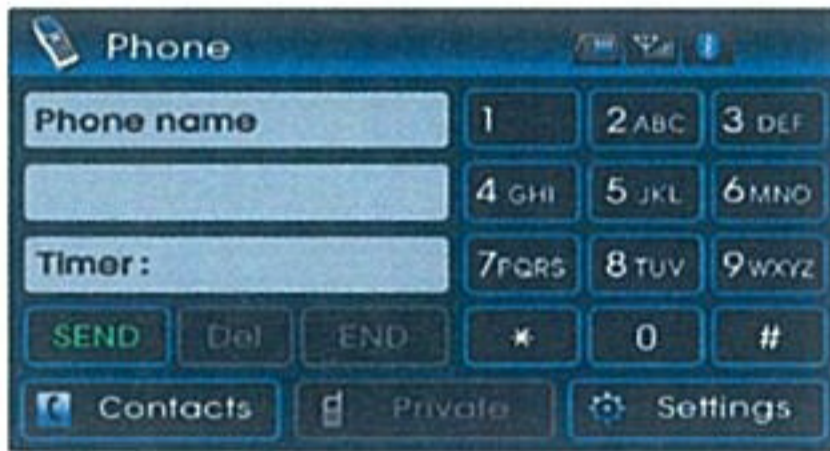 Phone
Phone name
1 2 ABC 3 DEF
4 GHI 5 JKL 6 MNO
Timer :
7 PQRS 8 TUV 9 WXYZ
SEND Del END * 0 #
Contacts Private Settings